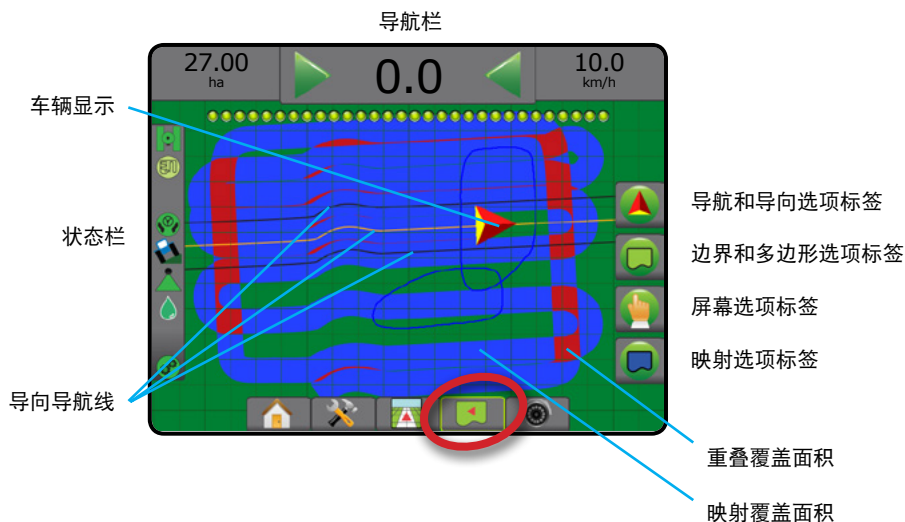 导航栏
27.00
ha
0.0
10.0
km/h
车辆显示
状态栏
导向导航线
导航和导向选项标签
边界和多边形选项标签
屏幕选项标签
映射选项标签
重叠覆盖面积
映射覆盖面积